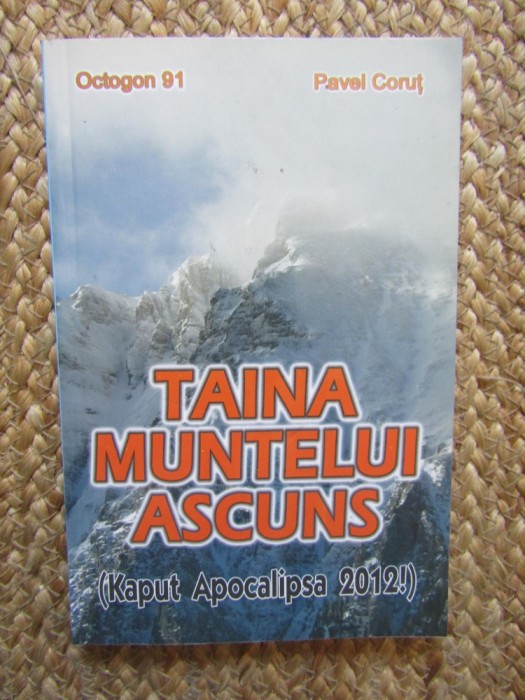 Octogon 91 Pavel Coruţ
TAINA
MUNTELUI
ASCUNS
(Kaput Apocalipsa 2012!)